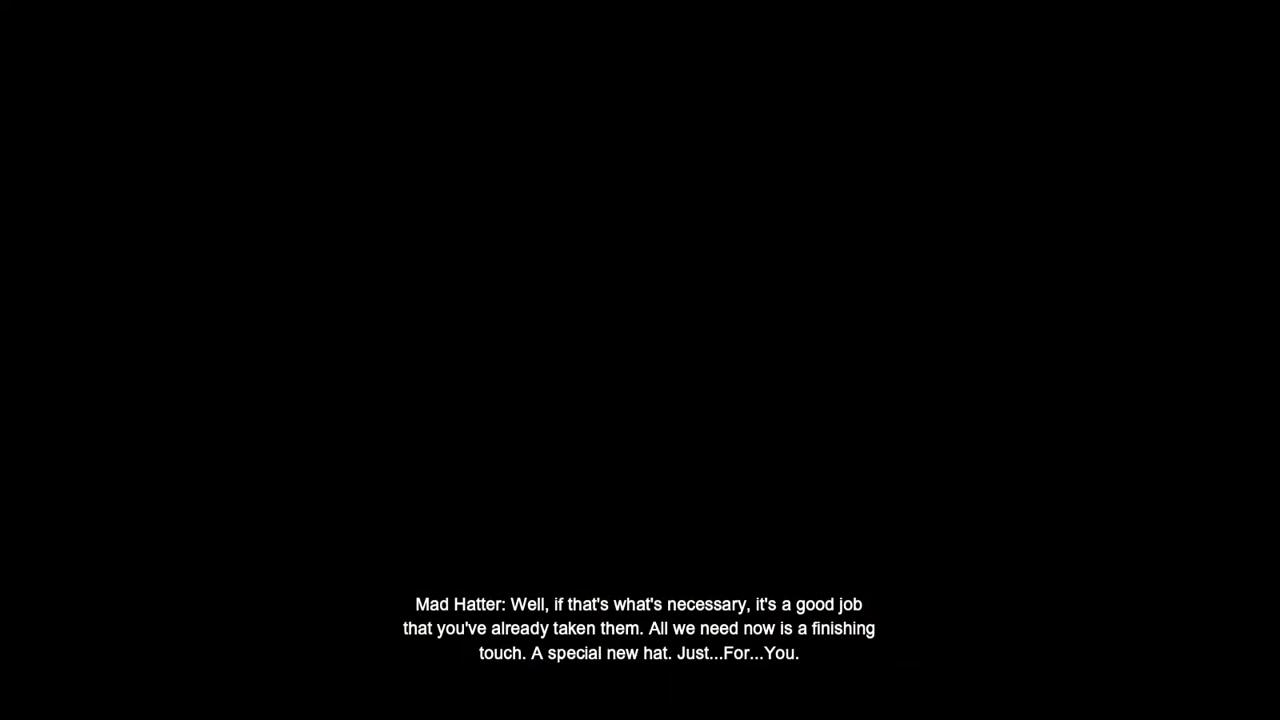 Mad Hatter: Well, if that's what's necessary, it's a good job
that you've already taken them. All we need now is a finishing
touch. A special new hat. Just...For...You.